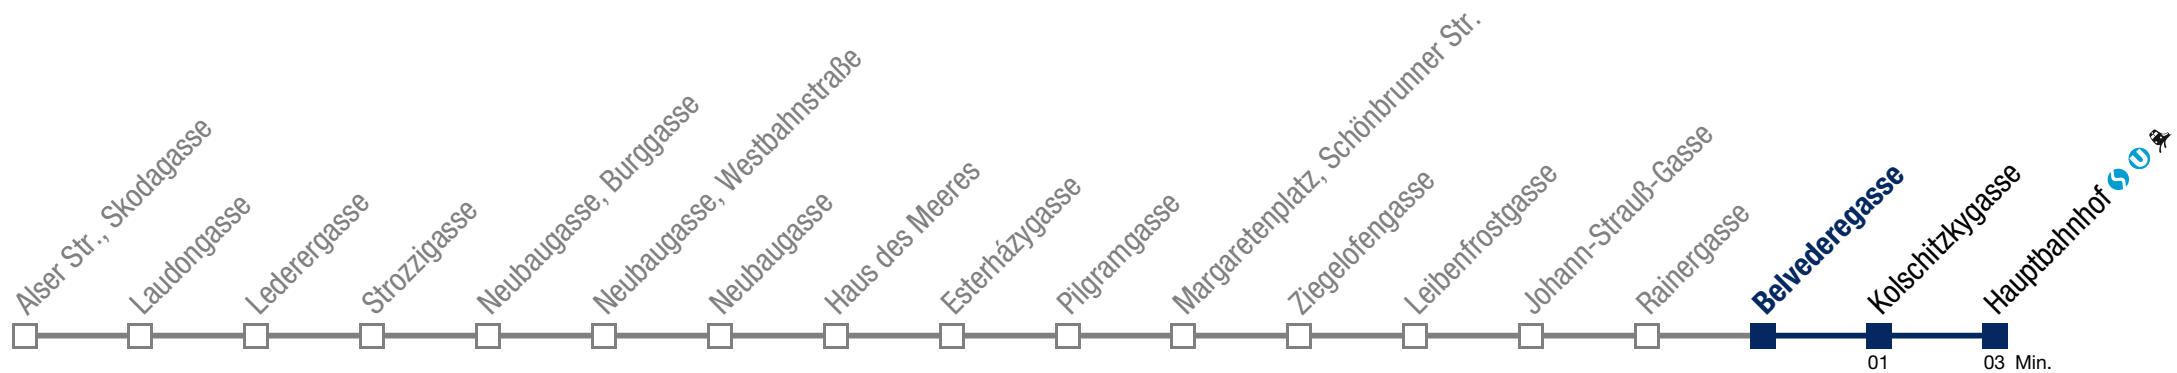 Alser Str., Skodagasse
Laudongasse
Lederergasse
Strozzigasse
Neubaugasse, Burggasse
Neubaugasse, Westbahnstraße
Neubaugasse
Haus des Meeres
Esterházygasse
Pilgramgasse
Margaretenplatz, Schönbrunner Str.
Ziegelofengasse
Leibenfrostgasse
Johann-Strauß-Gasse
Rainergasse
Belvederegasse
Kolschitzkygasse
Hauptbahnhof S U
01 03 Min.